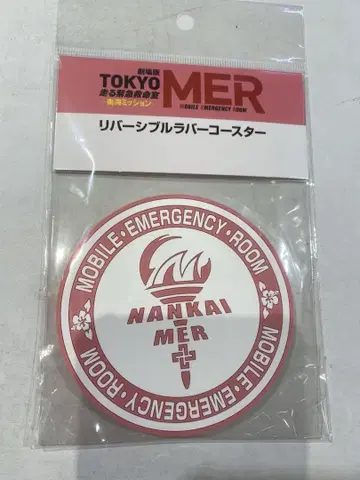 劇場版
TOKYO MER
走る緊急救命室
南海ミッション
MOBILE EMERGENCY ROOM
リバーシブルラバーコースター
MOBILE・EMERGENCY・ROOM
NANKAI
MER
MOBILE・EMERGENCY・ROOM